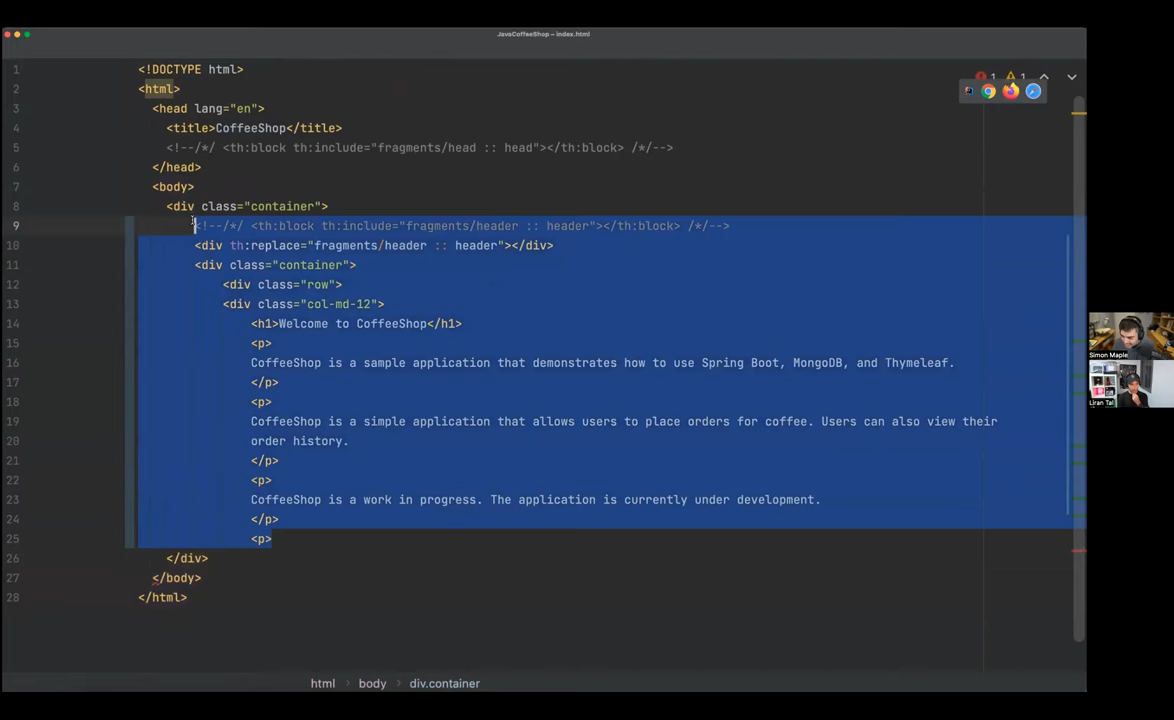 JavaCoffeeShop – index.html
1 <!DOCTYPE html>
2 <html>
3 <head lang="en">
4 <title>CoffeeShop</title>
5 <!--/*/ <th:block th:include="fragments/head :: head"></th:block> /*/-->
6 </head>
7 <body>
8 <div class="container">
9 <!--/*/ <th:block th:include="fragments/header :: header"></th:block> /*/-->
10 <div th:replace="fragments/header :: header"></div>
11 <div class="container">
12 <div class="row">
13 <div class="col-md-12">
14 <h1>Welcome to CoffeeShop</h1>
15 <p>
16 CoffeeShop is a sample application that demonstrates how to use Spring Boot, MongoDB, and Thymeleaf.
17 </p>
18 <p>
19 CoffeeShop is a simple application that allows users to place orders for coffee. Users can also view their
20 order history.
21 </p>
22 <p>
23 CoffeeShop is a work in progress. The application is currently under development.
24 </p>
25 <p>
26 </div>
27 </body>
28 </html>
1 1
Simon Maple
Liran Tal
html › body › div.container